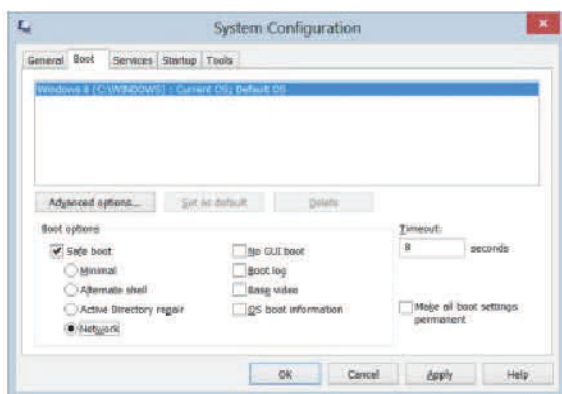 System Configuration
General Boot Services Startup Tools
Windows 8 (C:\WINDOWS) : Current OS; Default OS
Advanced options... Set as default Delete
Boot options
Safe boot
Minimal
Alternate shell
Active Directory repair
Network
No GUI boot
Boot log
Base video
OS boot information
Timeout:
8 seconds
Make all boot settings
permanent
OK Cancel Apply Help